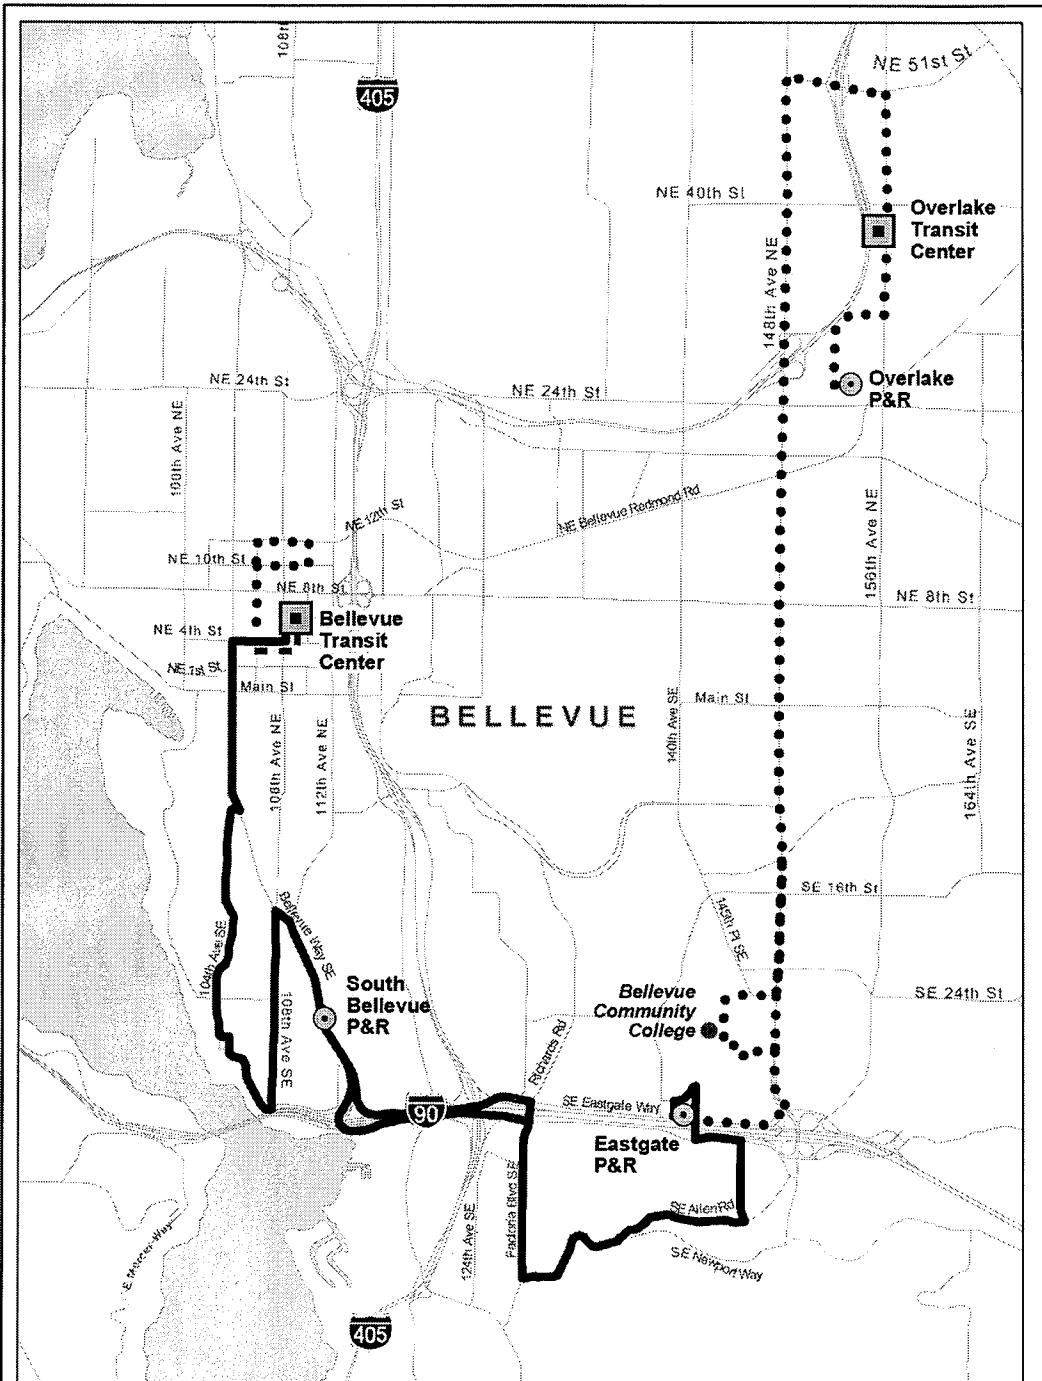 108th
405
NE 51st St
NE 40th St
Overlake
Transit
Center
148th Ave NE
NE 24th St
NE 24th St
Overlake
P&R
100th Ave NE
NE 12th St
NE Bellevue Redmond Rd
156th Ave NE
NE 10th St
NE 8th St
NE 8th St
NE 4th St
Bellevue
Transit
Center
NE 1st St
Main St
BELLEVUE
Main St
140th Ave SE
164th Ave SE
108th Ave NE
112th Ave NE
SE 16th St
145th Pl SE
Bellevue Way SE
104th Ave SE
South
Bellevue
P&R
108th Ave SE
Bellevue
Community
College
SE 24th St
Richards Rd
90
SE Eastgate Way
Eastgate
P&R
Factoria Blvd SE
SE Allen Rd
124th Ave SE
SE Newport Way
E Mercer Way
405